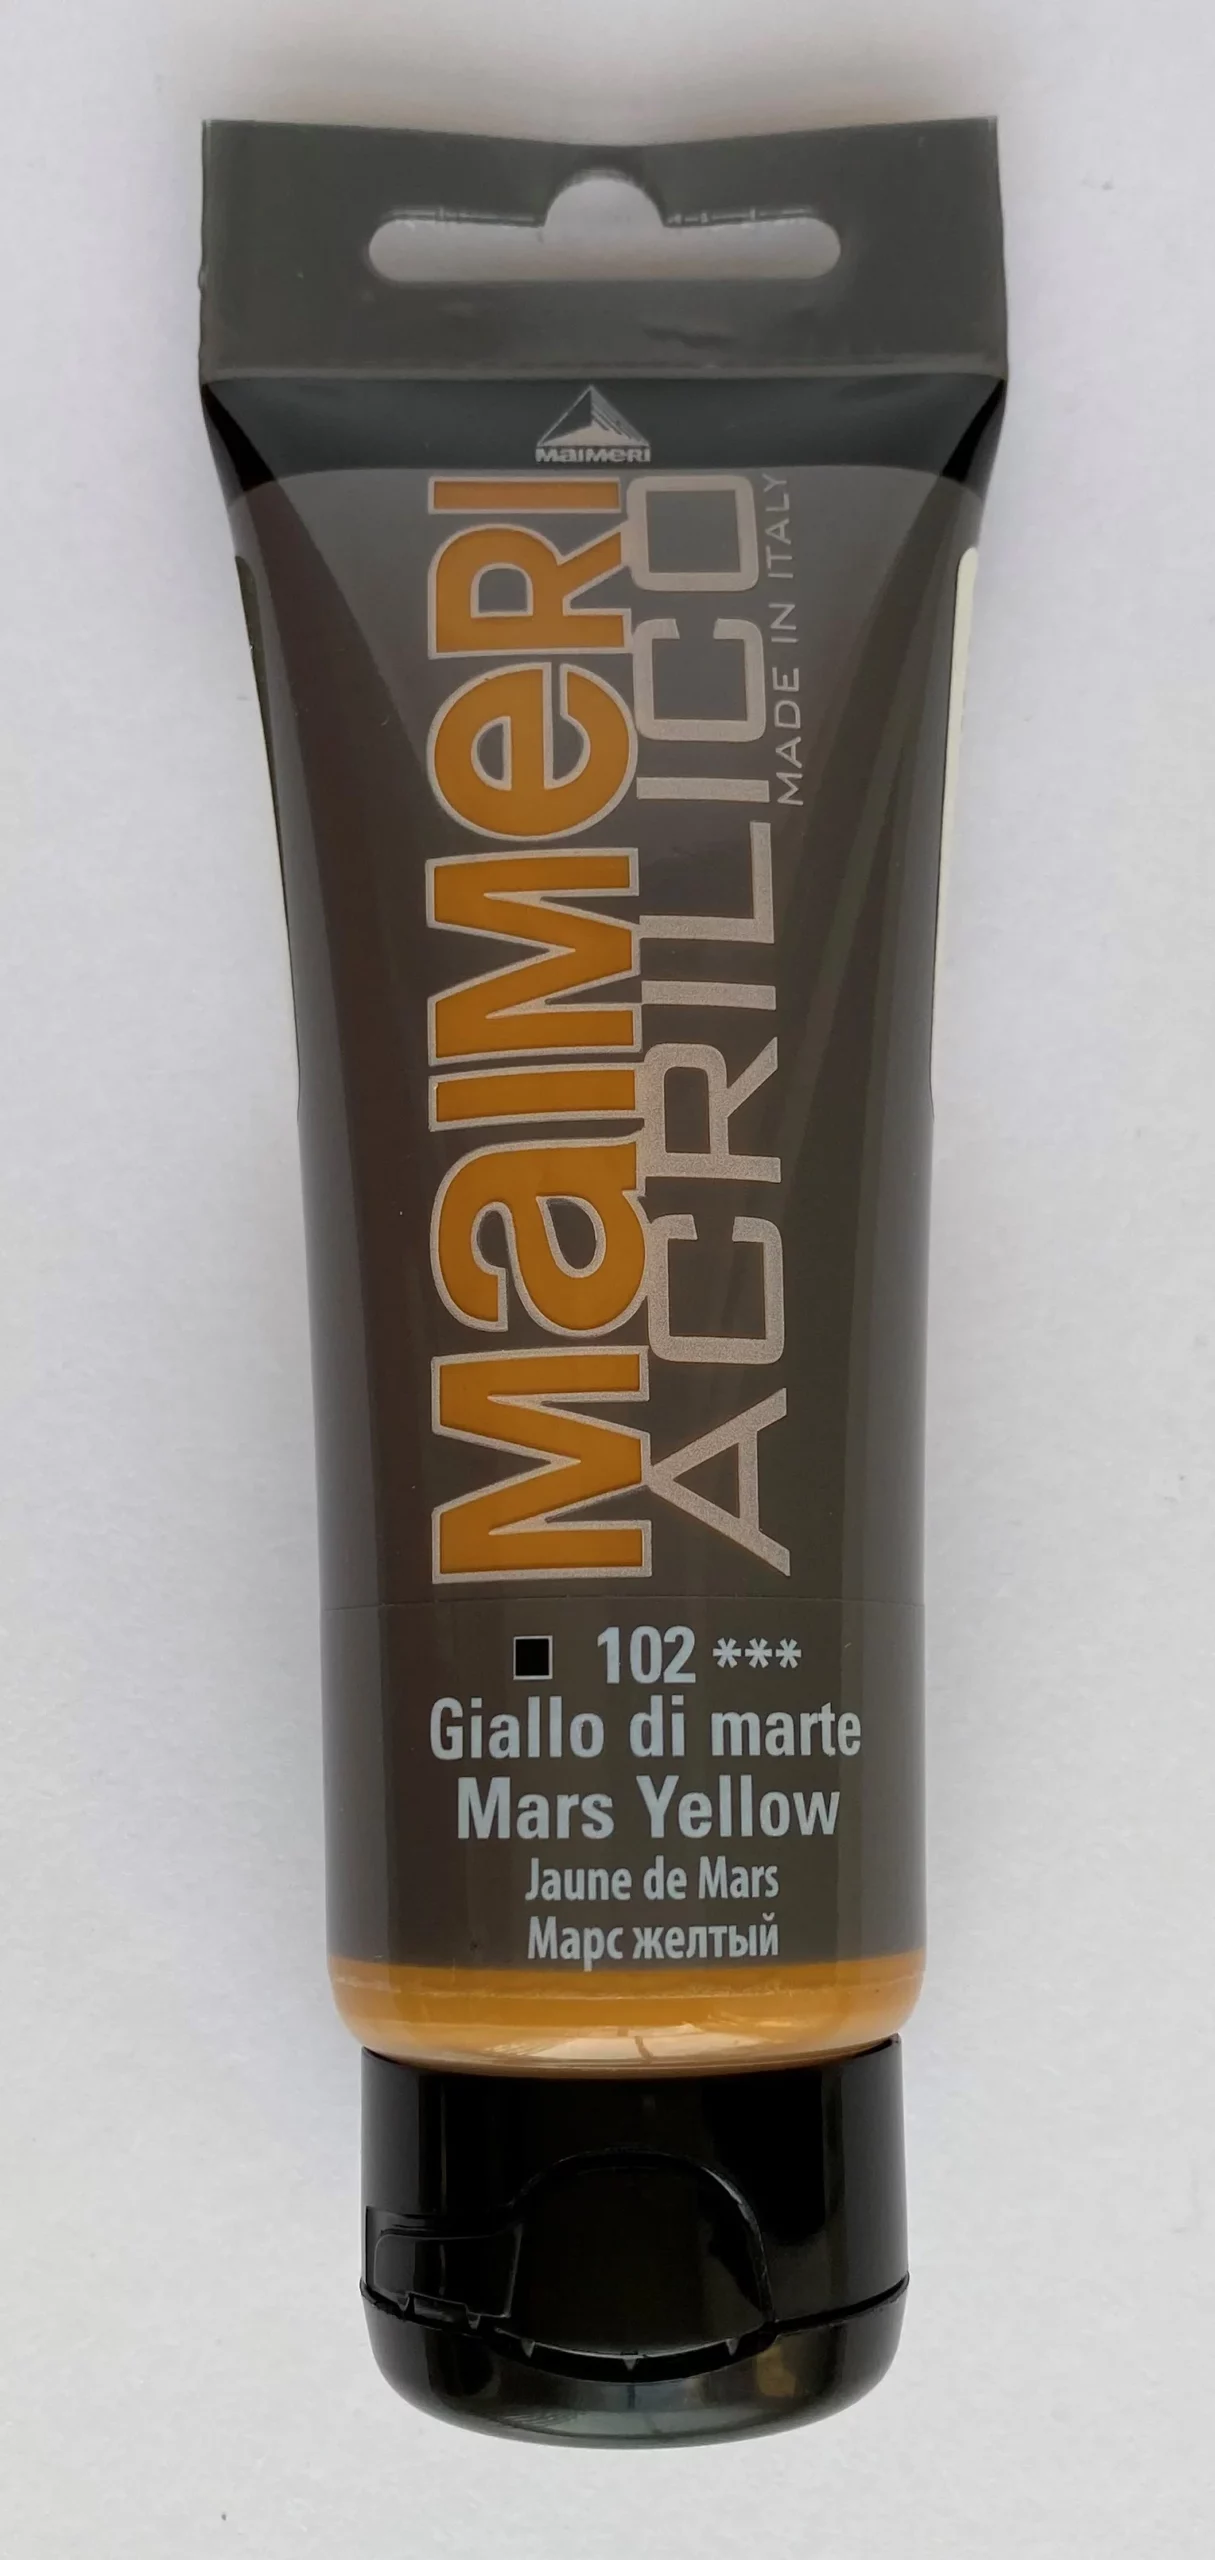 MaIMeRI
MaIMeRI
ACRILICO
MADE IN ITALY
102 ***
Giallo di marte
Mars Yellow
Jaune de Mars
Марс желтый